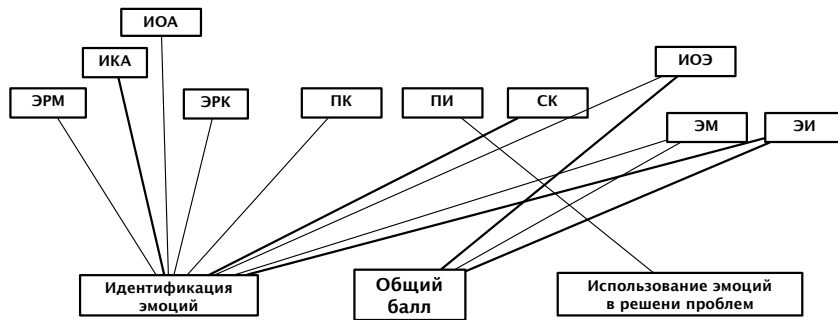 ИОА
ИКА
ИОЭ
ЭРМ
ЭРК
ПК
ПИ
СК
ЭМ
ЭИ
Идентификация
эмоций
Общий
балл
Использование эмоций
в решени проблем